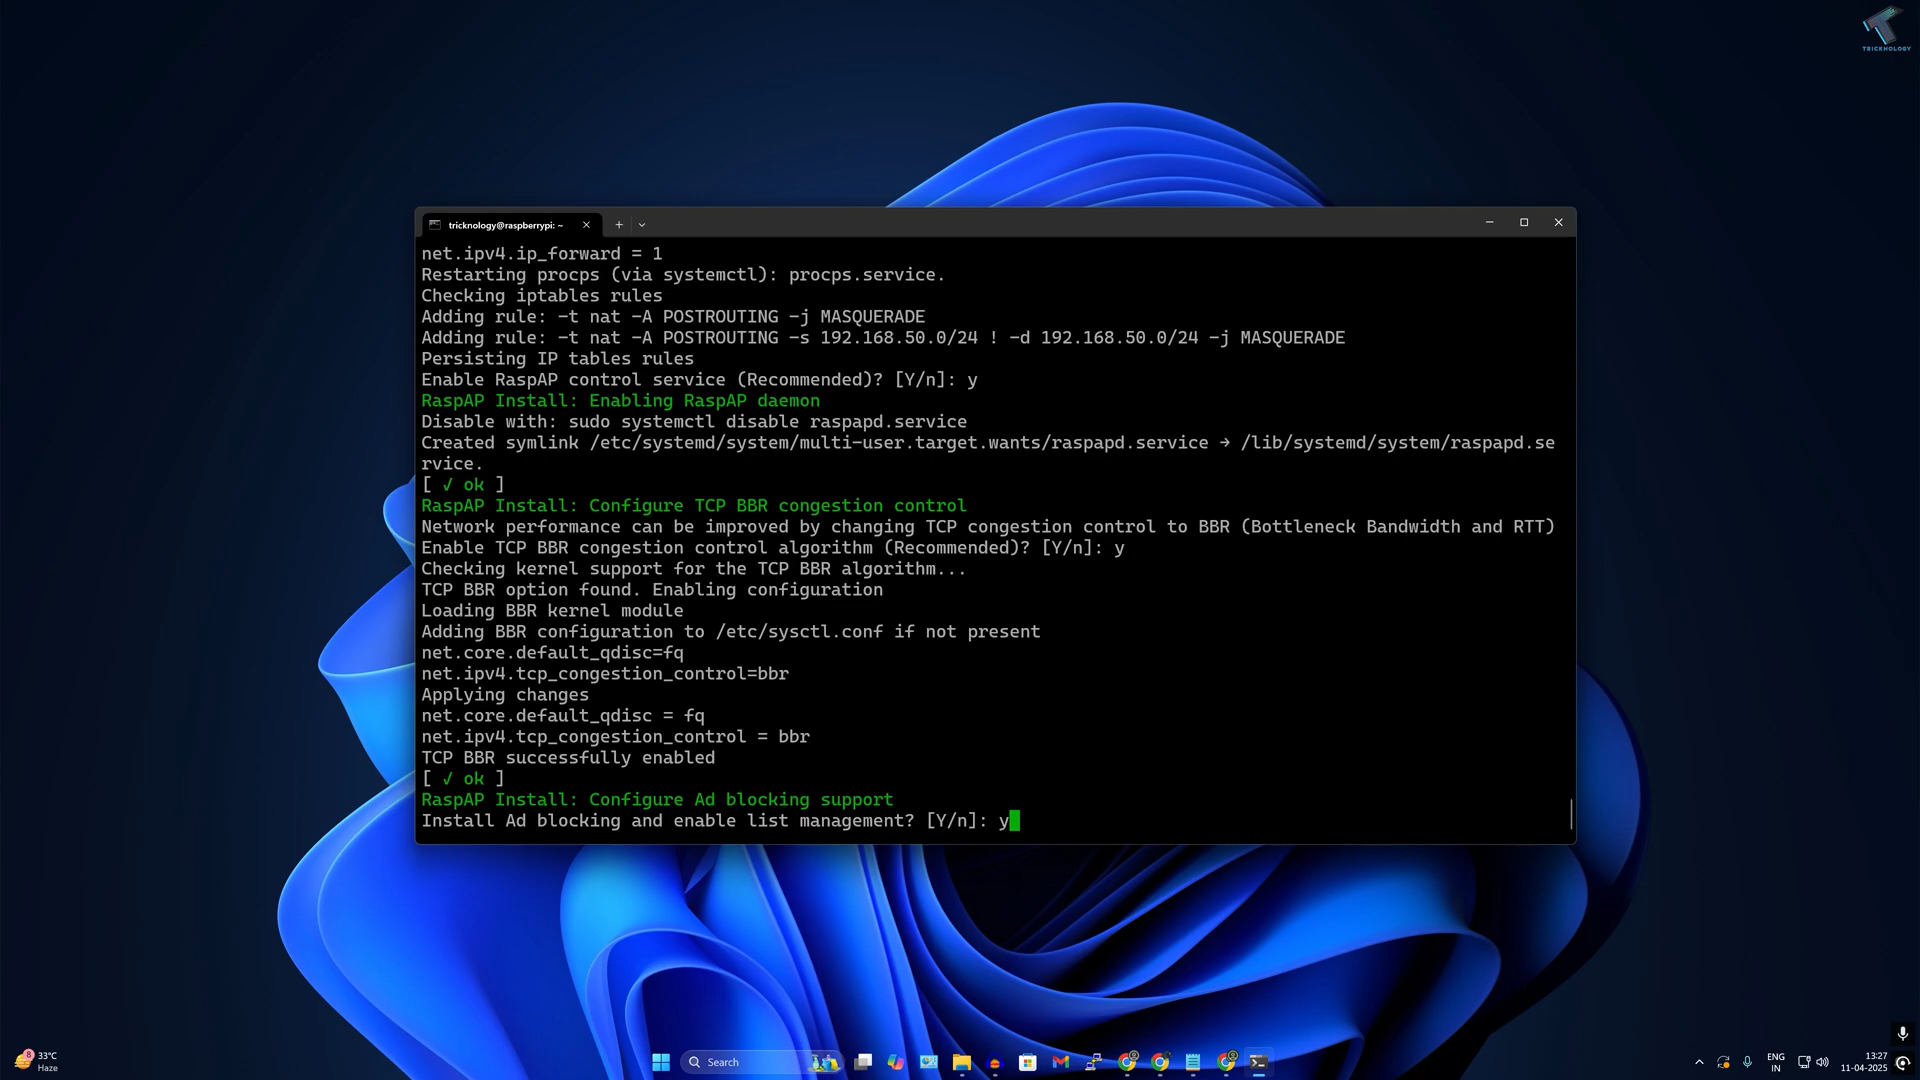 TRICKNOLOGY
tricknology@raspberrypi: ~
net.ipv4.ip_forward = 1
Restarting procps (via systemctl): procps.service.
Checking iptables rules
Adding rule: -t nat -A POSTROUTING -j MASQUERADE
Adding rule: -t nat -A POSTROUTING -s 192.168.50.0/24 ! -d 192.168.50.0/24 -j MASQUERADE
Persisting IP tables rules
Enable RaspAP control service (Recommended)? [Y/n]: y
RaspAP Install: Enabling RaspAP daemon
Disable with: sudo systemctl disable raspapd.service
Created symlink /etc/systemd/system/multi-user.target.wants/raspapd.service → /lib/systemd/system/raspapd.se
rvice.
[ √ ok ]
RaspAP Install: Configure TCP BBR congestion control
Network performance can be improved by changing TCP congestion control to BBR (Bottleneck Bandwidth and RTT)
Enable TCP BBR congestion control algorithm (Recommended)? [Y/n]: y
Checking kernel support for the TCP BBR algorithm...
TCP BBR option found. Enabling configuration
Loading BBR kernel module
Adding BBR configuration to /etc/sysctl.conf if not present
net.core.default_qdisc=fq
net.ipv4.tcp_congestion_control=bbr
Applying changes
net.core.default_qdisc = fq
net.ipv4.tcp_congestion_control = bbr
TCP BBR successfully enabled
[ √ ok ]
RaspAP Install: Configure Ad blocking support
Install Ad blocking and enable list management? [Y/n]: y
8
33°C
Haze
Search
ENG
IN
13:27
11-04-2025